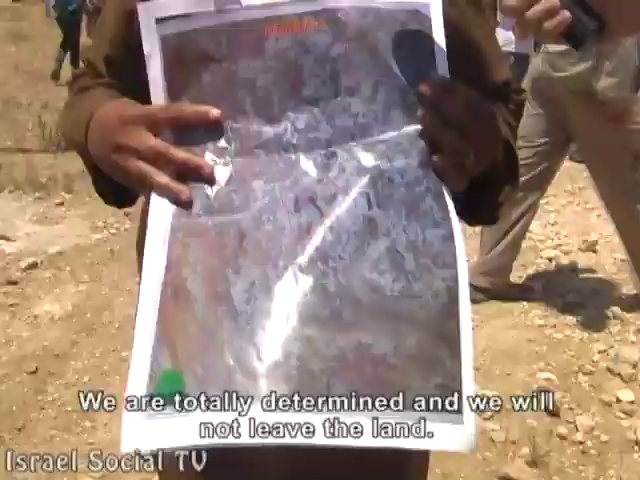 We are totally determined and we will
not leave the land.
Israel Social TV